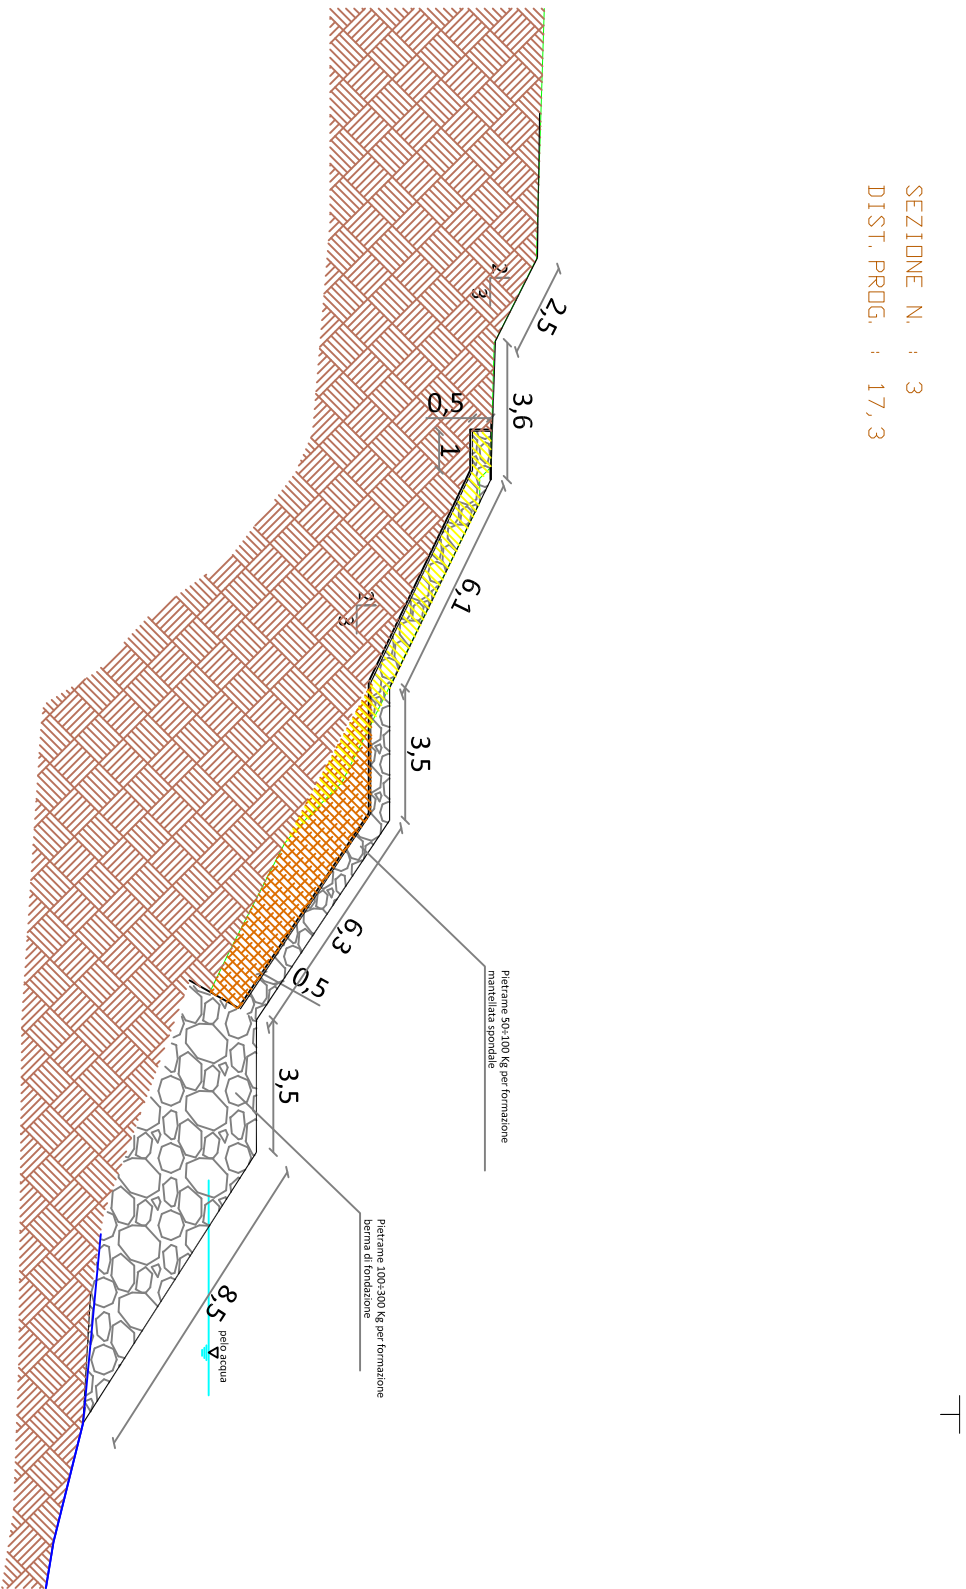 SEZIONE N. : 3
DIST. PROG. : 17,3
2,5
2
3
3,6
0,5
1
6,1
2
3
3,5
6,3
0,5
Pietrame 50÷100 Kg per formazione
mantellata spondale
3,5
Pietrame 100÷300 Kg per formazione
berma di fondazione
8,5
pelo acqua